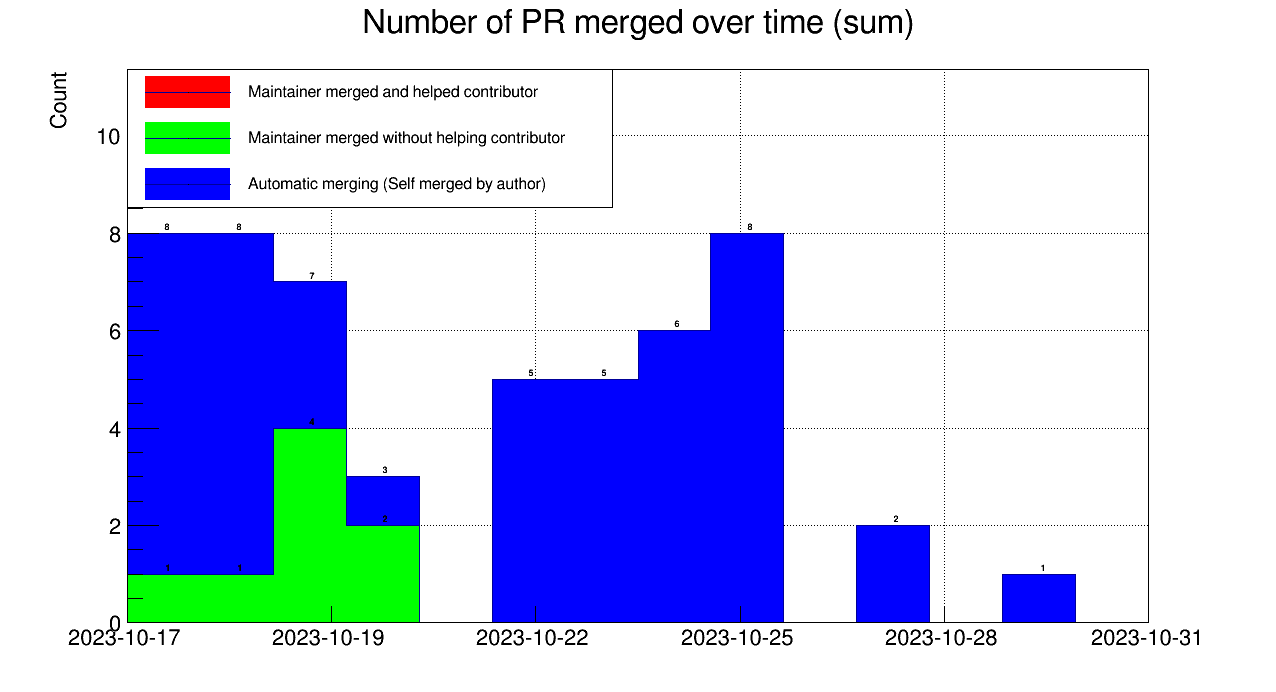 Number of PR merged over time (sum)
Count
Maintainer merged and helped contributor
Maintainer merged without helping contributor
Automatic merging (Self merged by author)
10
8
6
4
2
0
8 8 7 3 5 5 6 8 2 1
1 1 4 2
2023-10-17 2023-10-19 2023-10-22 2023-10-25 2023-10-28 2023-10-31